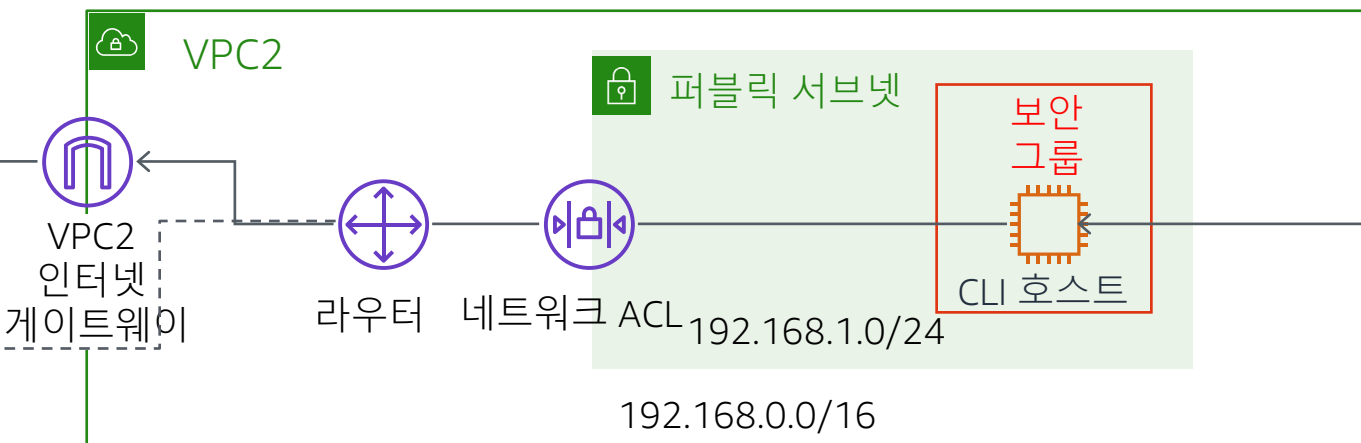 VPC2
퍼블릭 서브넷
보안
그룹
VPC2
인터넷
게이트웨이
라우터
네트워크 ACL
CLI 호스트
192.168.1.0/24
192.168.0.0/16